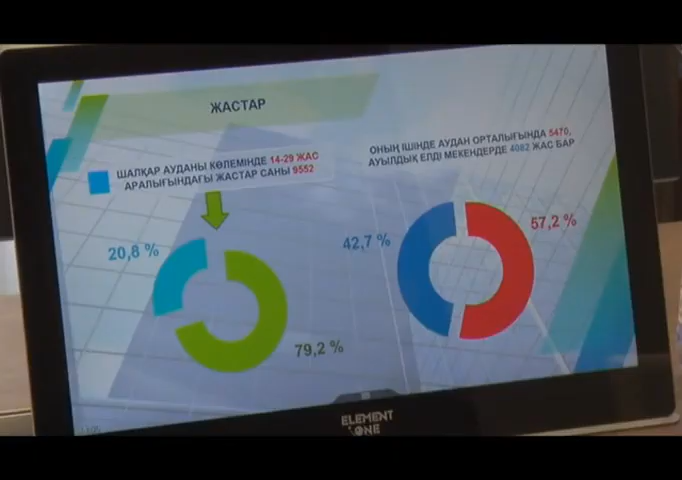 ЖАСТАР
ШАЛҚАР АУДАНЫ КӨЛЕМІНДЕ 14-29 ЖАС
АРАЛЫҒЫНДАҒЫ ЖАСТАР САНЫ 9552
ОНЫҢ ІШІНДЕ АУДАН ОРТАЛЫҒЫНДА 5470,
АУЫЛДЫҚ ЕЛДІ МЕКЕНДЕРДЕ 4082 ЖАС БАР
20,8 %
79,2 %
42,7 %
57,2 %
ELEMENT
ONE